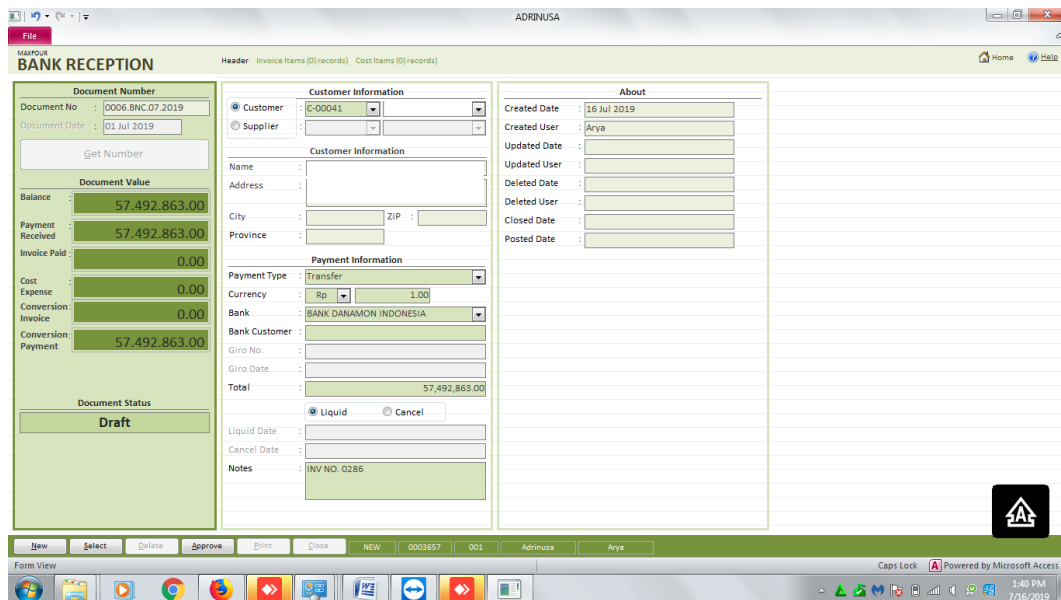 ADRINUSA
File
MAXFOUR
BANK RECEPTION
Header Invoice Items (0) records) Cost Items (0) records)
Home Help
Document Number
Document No : 0006.BNC.07.2019
Document Date : 01 Jul 2019
Get Number
Document Value
Balance : 57.492.863.00
Payment Received : 57.492.863.00
Invoice Paid : 0.00
Cost Expense : 0.00
Conversion Invoice : 0.00
Conversion Payment : 57.492.863.00
Document Status
Draft
Customer Information
Customer : C-00041
Supplier :
Customer Information
Name :
Address :
City : ZIP :
Province :
Payment Information
Payment Type : Transfer
Currency : Rp 1.00
Bank : BANK DANAMON INDONESIA
Bank Customer :
Giro No. :
Giro Date :
Total : 57,492,863.00
Liquid Cancel
Liquid Date :
Cancel Date :
Notes : INV NO. 0286
About
Created Date : 16 Jul 2019
Created User : Arya
Updated Date :
Updated User :
Deleted Date :
Deleted User :
Closed Date :
Posted Date :
A
New Select Delete Approve Print Close NEW 0003657 001 Adrinusa Arya
Form View Caps Lock A Powered by Microsoft Access
1:40 PM
7/16/2019